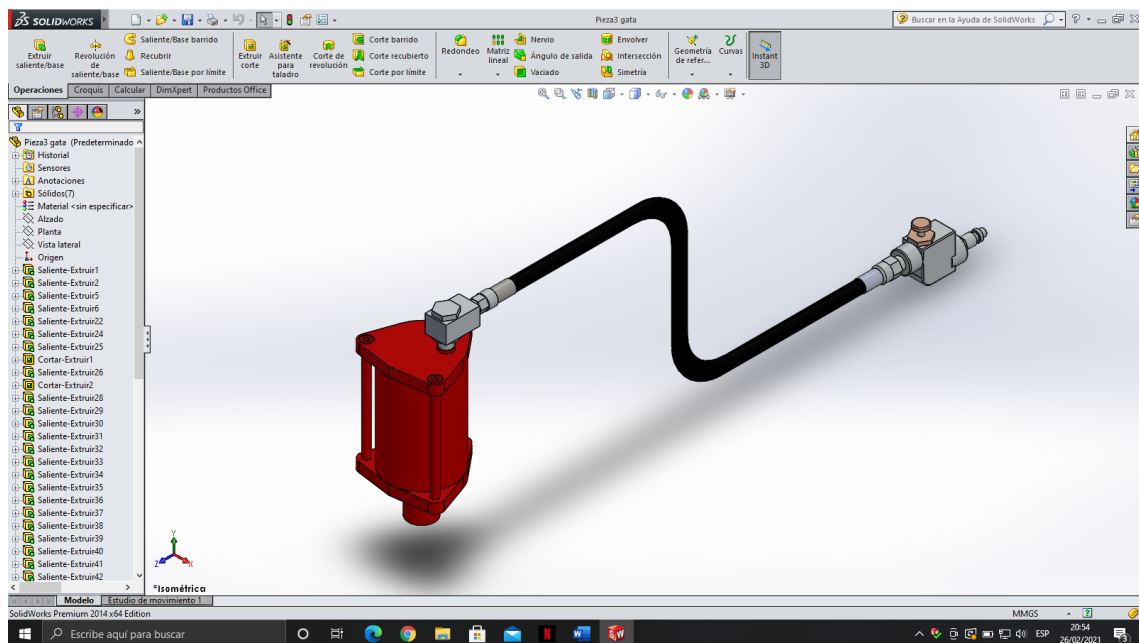 SOLIDWORKS
Pieza3 gata
Buscar en la Ayuda de SolidWorks
Extruir saliente/base
Revolución de saliente/base
Saliente/Base barrido
Recubrir
Saliente/Base por límite
Extruir corte
Asistente para taladro
Corte de revolución
Corte barrido
Corte recubierto
Corte por límite
Redondeo
Matriz lineal
Nervio
Ángulo de salida
Vaciado
Envolver
Intersección
Simetría
Geometría de refer...
Curvas
Instant 3D
Operaciones
Croquis
Calcular
DimXpert
Productos Office
Pieza3 gata (Predeterminado
Historial
Sensores
Anotaciones
Sólidos(7)
Material <sin especificar>
Alzado
Planta
Vista lateral
Origen
Saliente-Extruir1
Saliente-Extruir2
Saliente-Extruir5
Saliente-Extruir6
Saliente-Extruir22
Saliente-Extruir24
Saliente-Extruir25
Cortar-Extruir1
Saliente-Extruir26
Cortar-Extruir2
Saliente-Extruir28
Saliente-Extruir29
Saliente-Extruir30
Saliente-Extruir31
Saliente-Extruir32
Saliente-Extruir33
Saliente-Extruir34
Saliente-Extruir35
Saliente-Extruir36
Saliente-Extruir37
Saliente-Extruir38
Saliente-Extruir39
Saliente-Extruir40
Saliente-Extruir41
Saliente-Extruir42
Y
Z
X
*Isométrica
Modelo
Estudio de movimiento 1
SolidWorks Premium 2014 x64 Edition
MMGS
Escribe aquí para buscar
ESP
20:54
26/02/2021